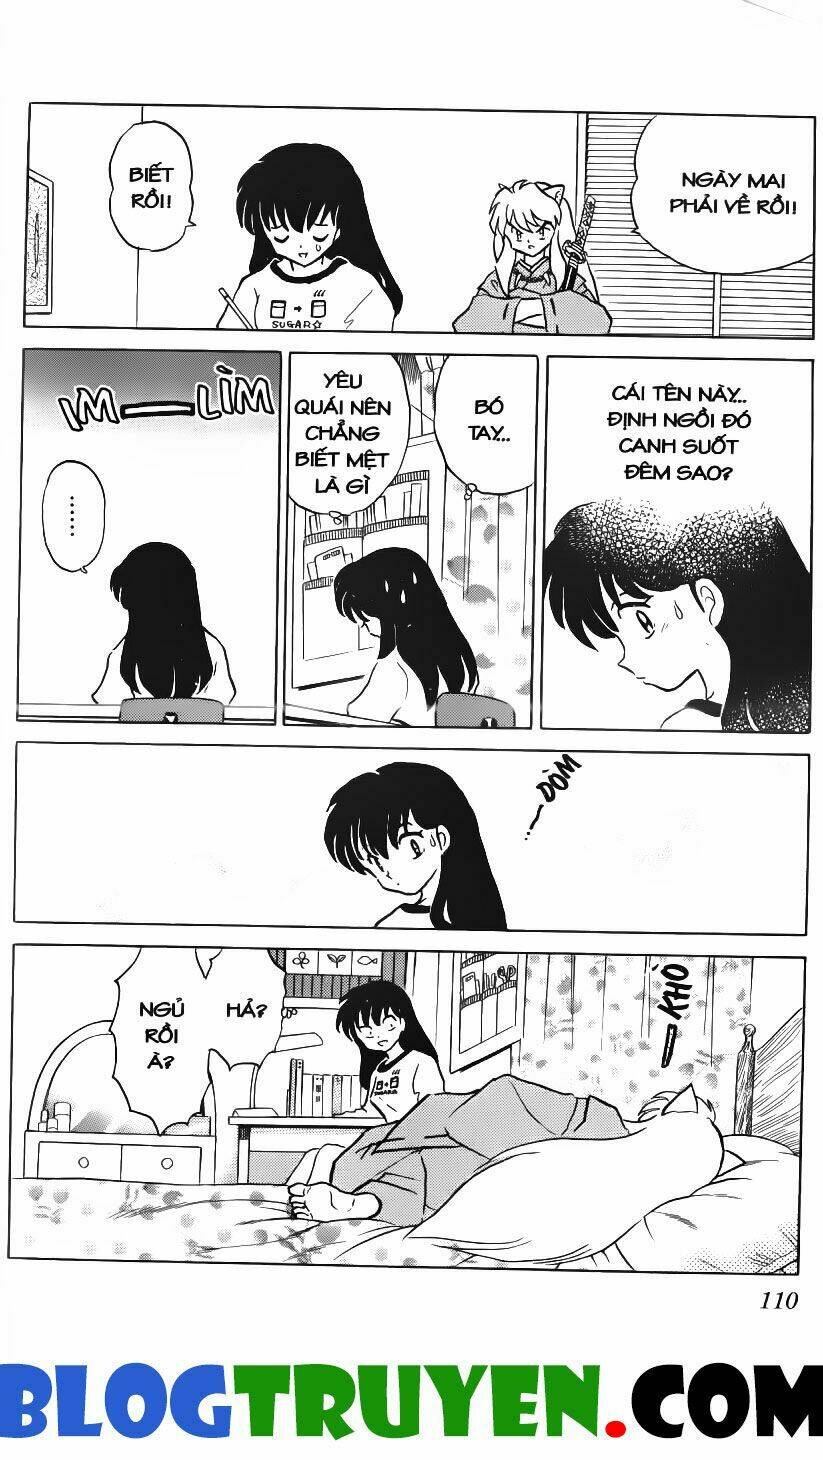 NGÀY MAI
PHẢI VỀ RỒI!
BIẾT
RỒI!
SUGAR☆
CÁI TÊN NÀY...
ĐỊNH NGỒI ĐÓ
CANH SUỐT
ĐÊM SAO?
BÓ
TAY...
YÊU
QUÁI NÊN
CHẲNG
BIẾT MỆT
LÀ GÌ
IM — LÌM
........
DÒM
HẢ?
NGỦ
RỒI
À?
SUGAR
KHÒ
110
BLOGTRUYEN.COM